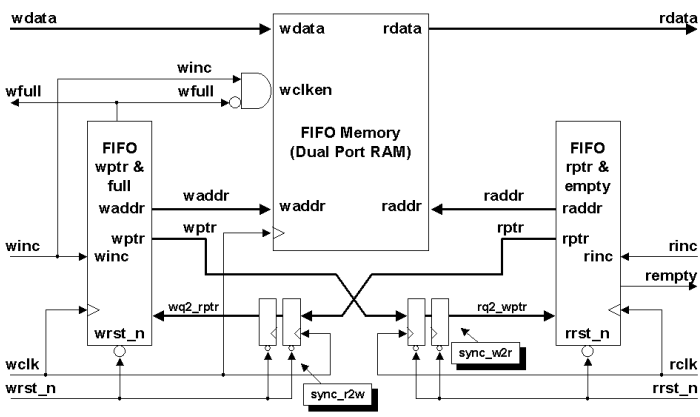 wdata
wdata
rdata
rdata
winc
wclken
wfull
wfull
FIFO Memory
(Dual Port RAM)
FIFO
wptr &
full
FIFO
rptr &
empty
waddr
waddr
waddr
raddr
raddr
raddr
wptr
wptr
rptr
rptr
winc
winc
rinc
rinc
rempty
wq2_rptr
rq2_wptr
wrst_n
rrst_n
sync_w2r
wclk
rclk
sync_r2w
wrst_n
rrst_n